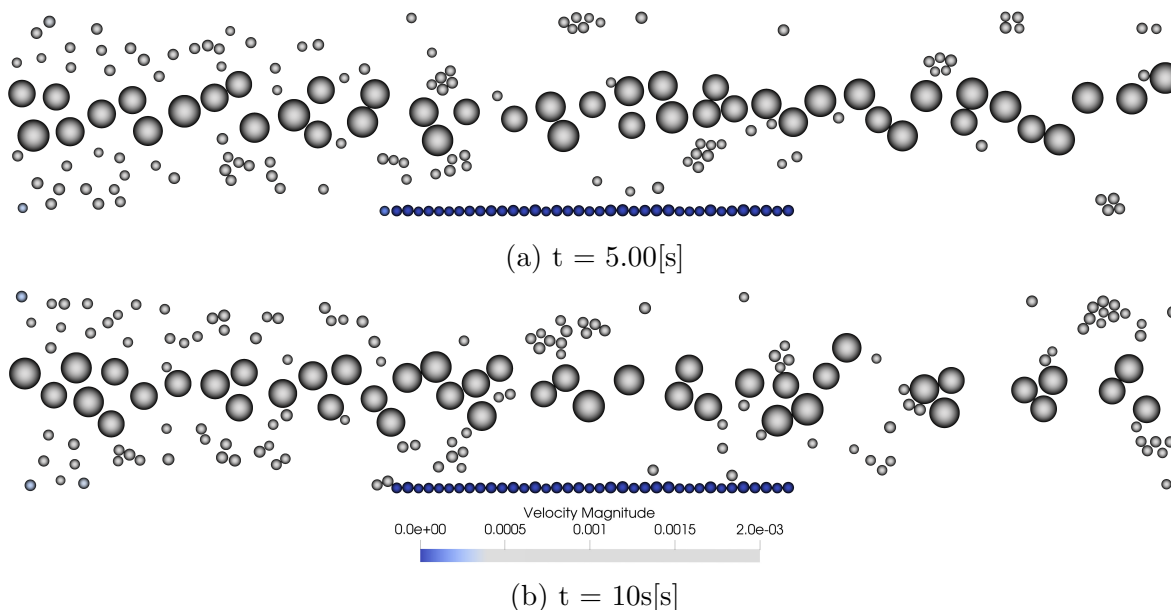 (a) t = 5.00[s]
Velocity Magnitude
0.0e+00 0.0005 0.001 0.0015 2.0e-03
(b) t = 10s[s]